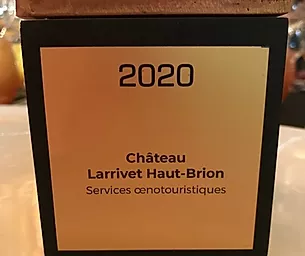 2020
Château
Larrivet Haut-Brion
Services œnotouristiques